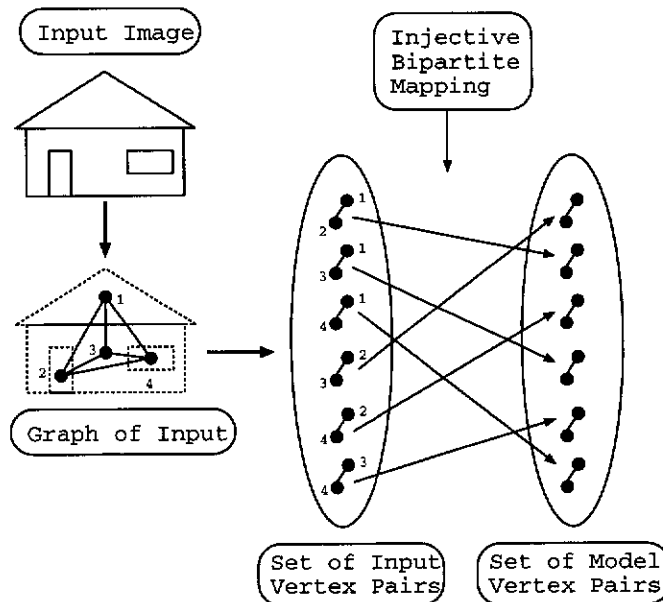 Input Image
Injective
Bipartite
Mapping
1
2
3
4
Graph of Input
1
2
1
3
1
4
2
3
2
4
3
4
Set of Input
Vertex Pairs
Set of Model
Vertex Pairs